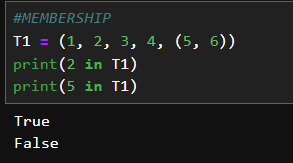 #MEMBERSHIP
T1 = (1, 2, 3, 4, (5, 6))
print(2 in T1)
print(5 in T1)
True
False